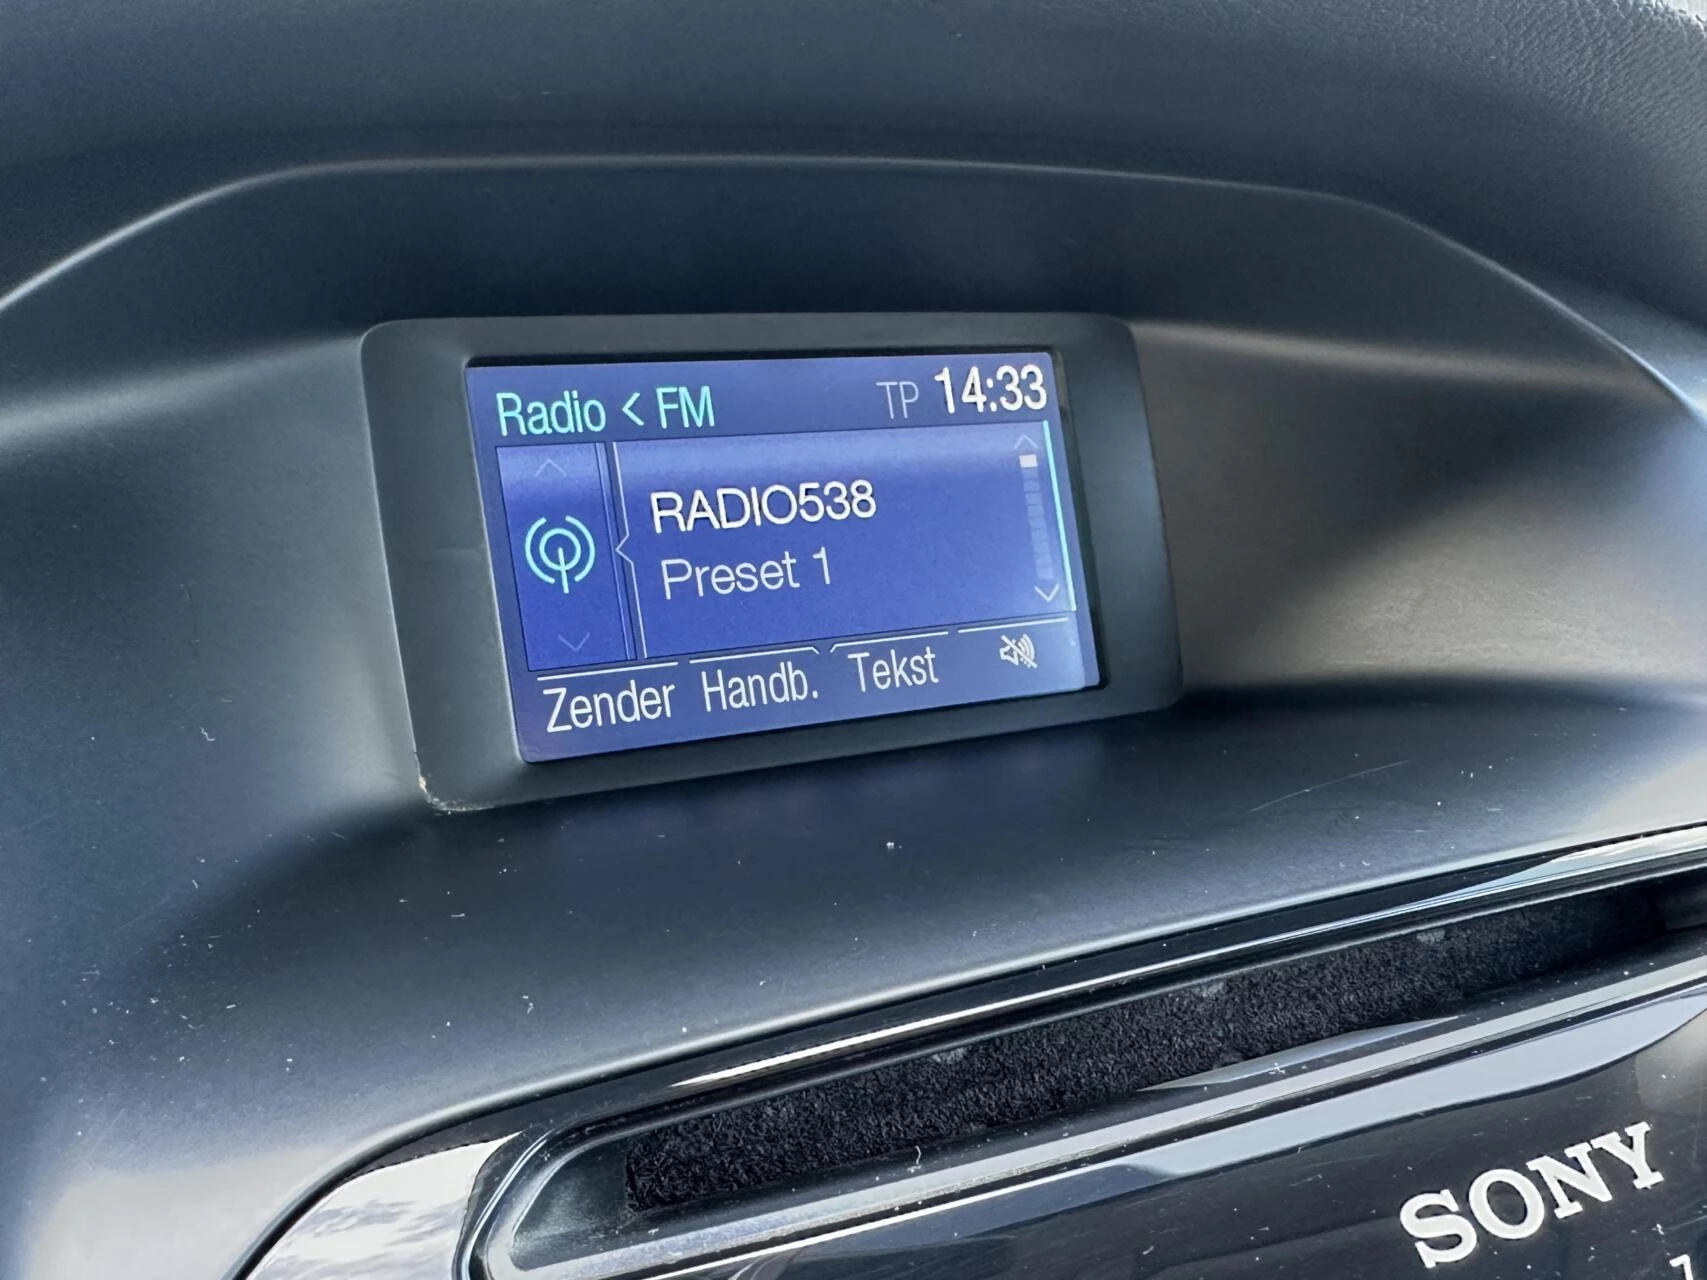 Radio < FM TP 14:33
RADIO538
Preset 1
Zender Handb. Tekst
SONY